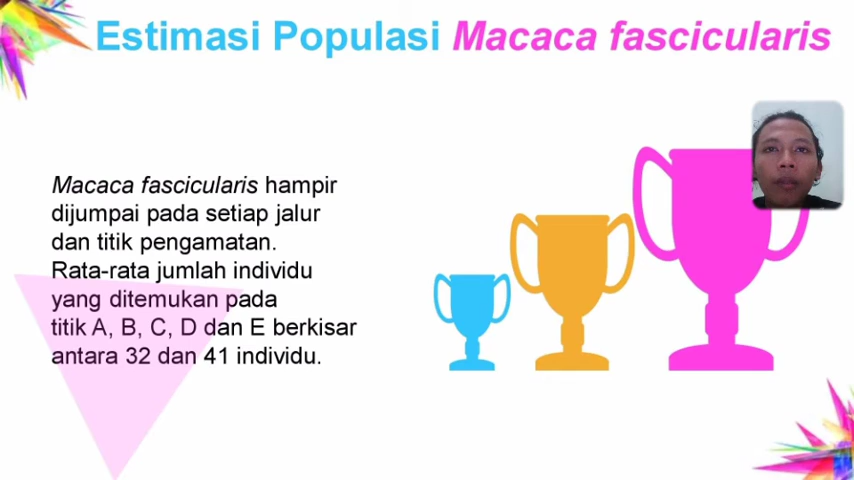 Estimasi Populasi Macaca fascicularis
Macaca fascicularis hampir
dijumpai pada setiap jalur
dan titik pengamatan.
Rata-rata jumlah individu
yang ditemukan pada
titik A, B, C, D dan E berkisar
antara 32 dan 41 individu.